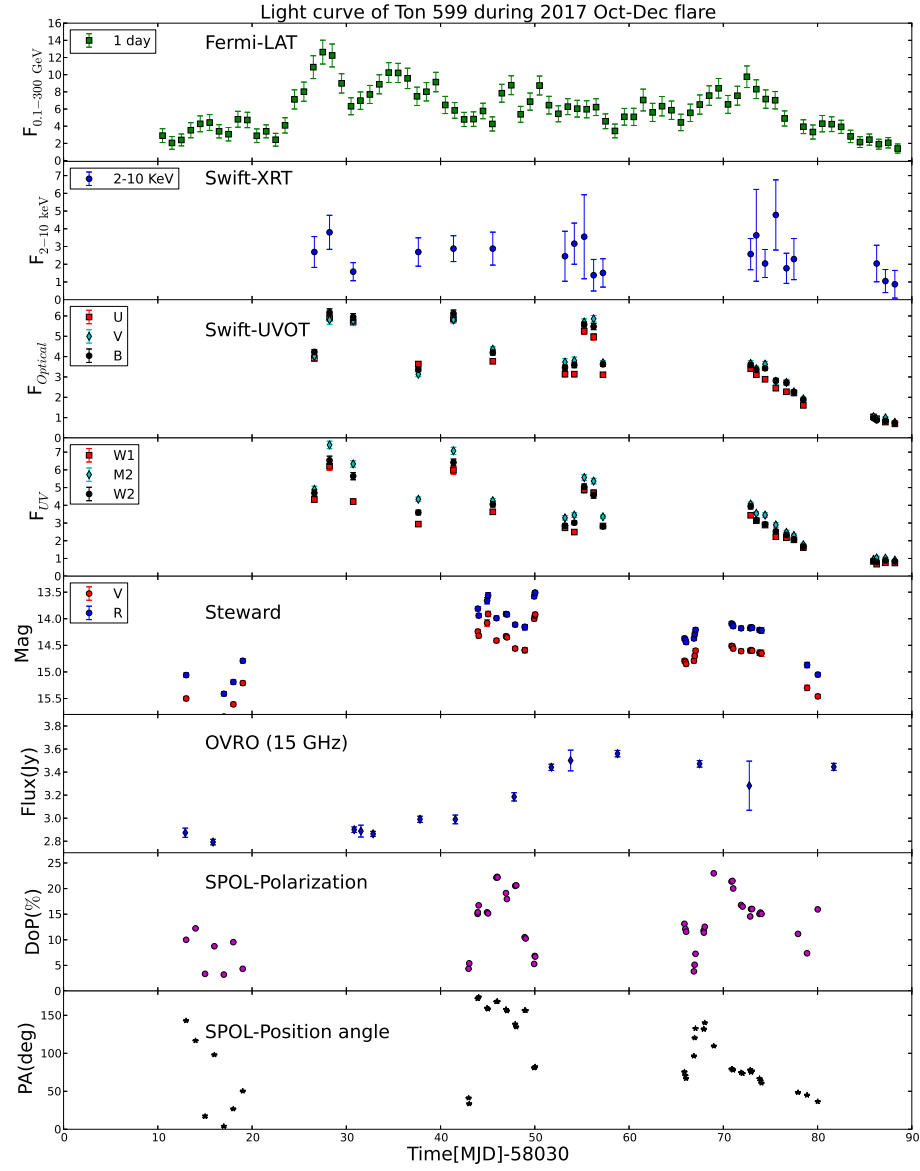 Light curve of Ton 599 during 2017 Oct-Dec flare
F0.1−300 GeV
16
14
12
10
8
6
4
2
0
1 day
Fermi-LAT
F2−10 keV
7
6
5
4
3
2
1
0
2-10 KeV
Swift-XRT
FOptical
6
5
4
3
2
1
0
U
V
B
Swift-UVOT
FUV
7
6
5
4
3
2
1
0
W1
M2
W2
Mag
13.5
14.0
14.5
15.0
15.5
V
R
Steward
Flux(Jy)
3.8
3.6
3.4
3.2
3.0
2.8
OVRO (15 GHz)
DoP(%)
25
20
15
10
5
0
SPOL-Polarization
PA(deg)
150
100
50
0
SPOL-Position angle
0 10 20 30 40 50 60 70 80 90
Time[MJD]-58030